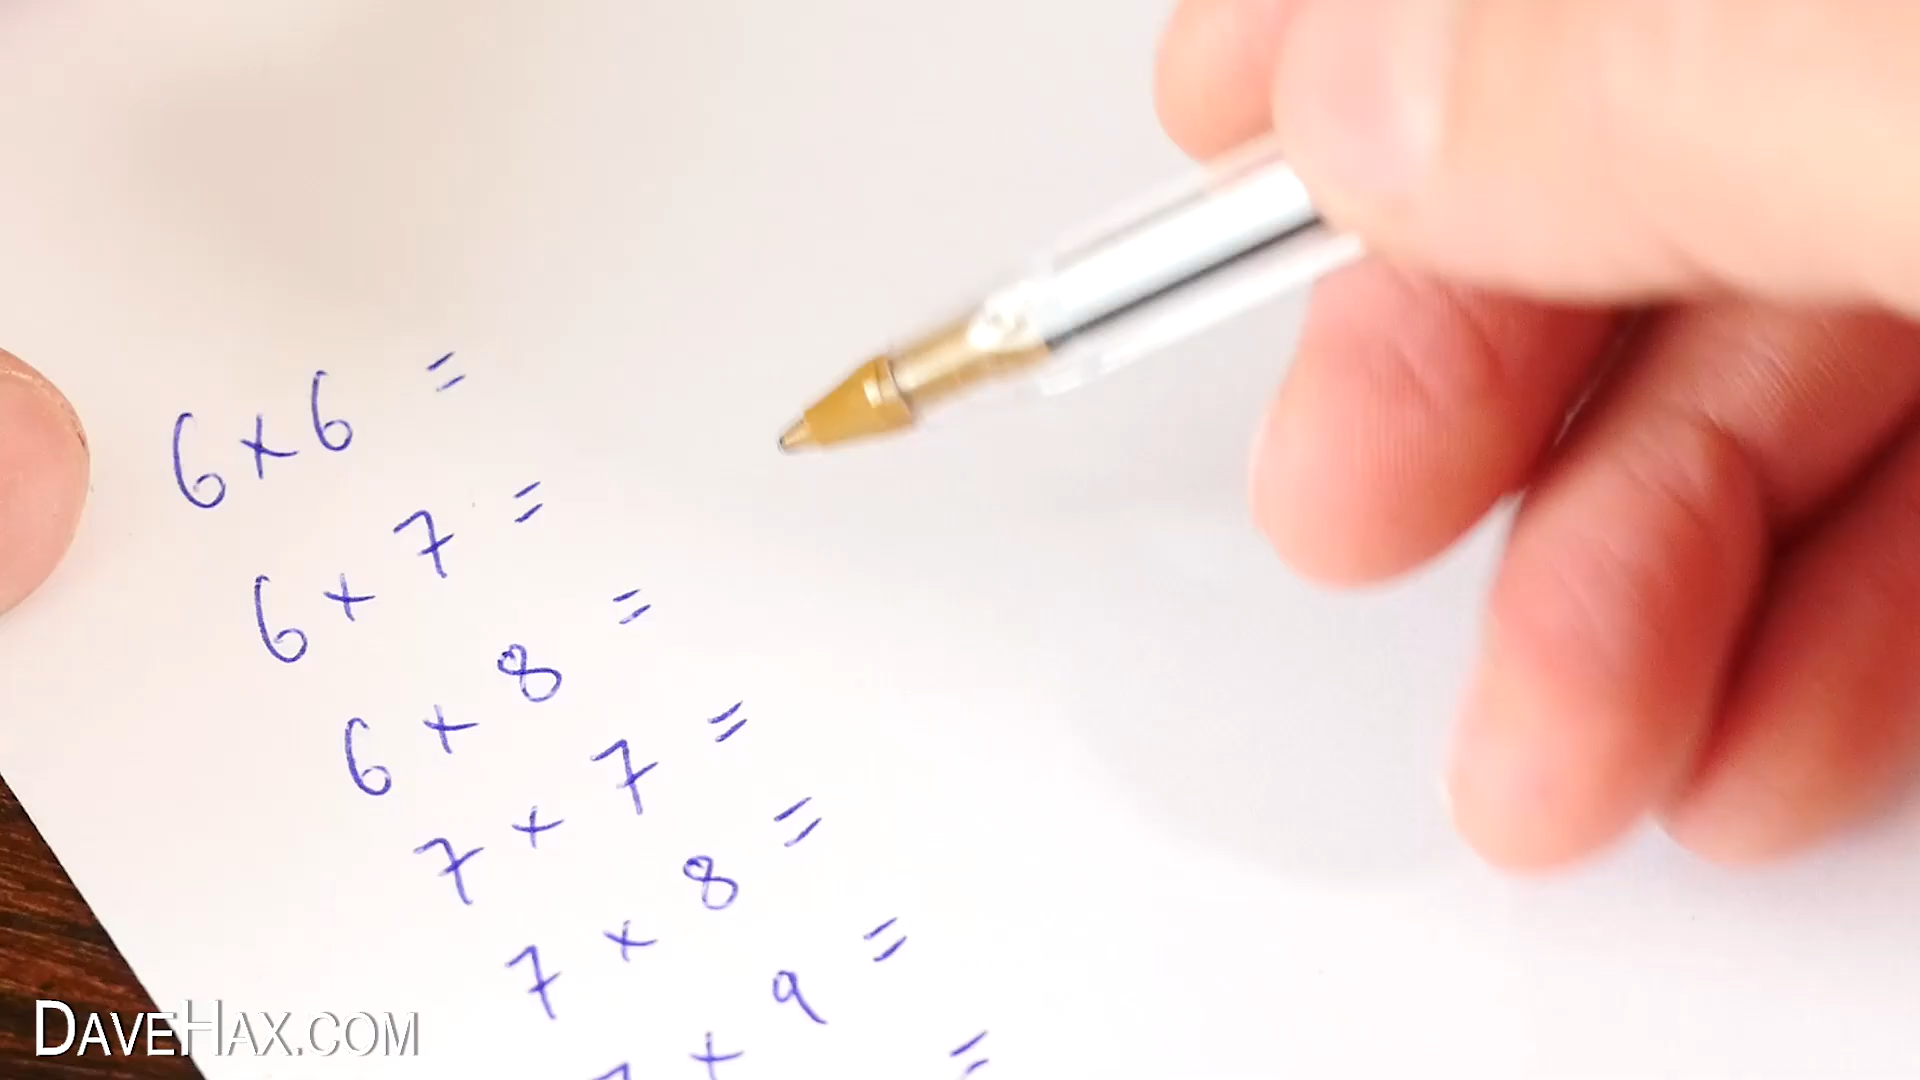 6 x 6 =
6 x 7 =
6 x 8 =
7 x 7 =
7 x 8 =
7 x 9 =
=
DAVEHAX.COM